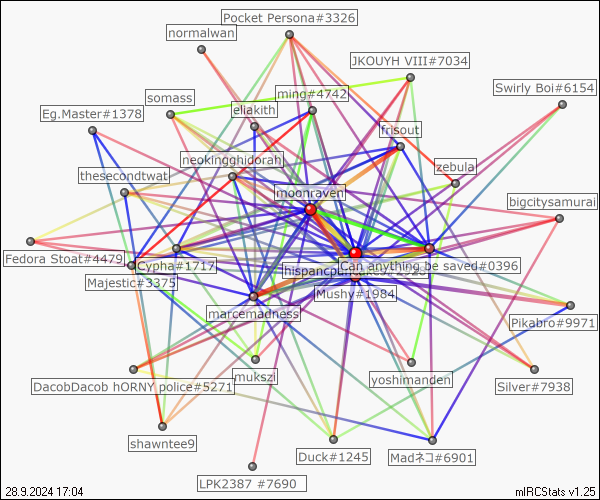 Pocket Persona#3326
normalwan
JKOUYH VIII#7034
Swirly Boi#6154
ming#4742
somass
eliakith
Eg.Master#1378
frisout
neokingghidorah
zebula
thesecondtwat
moonraven
bigcitysamurai
Fedora Stoat#4479
Cypha#1717
Can anything be saved#0396
Majestic#3375
Mushy#1984
marcemadness
Pikabro#9971
mukszi
yoshimanden
DacobDacob hORNY police#5271
Silver#7938
shawntee9
Duck#1245
Madネコ#6901
LPK2387 #7690
28.9.2024 17:04
mIRCStats v1.25